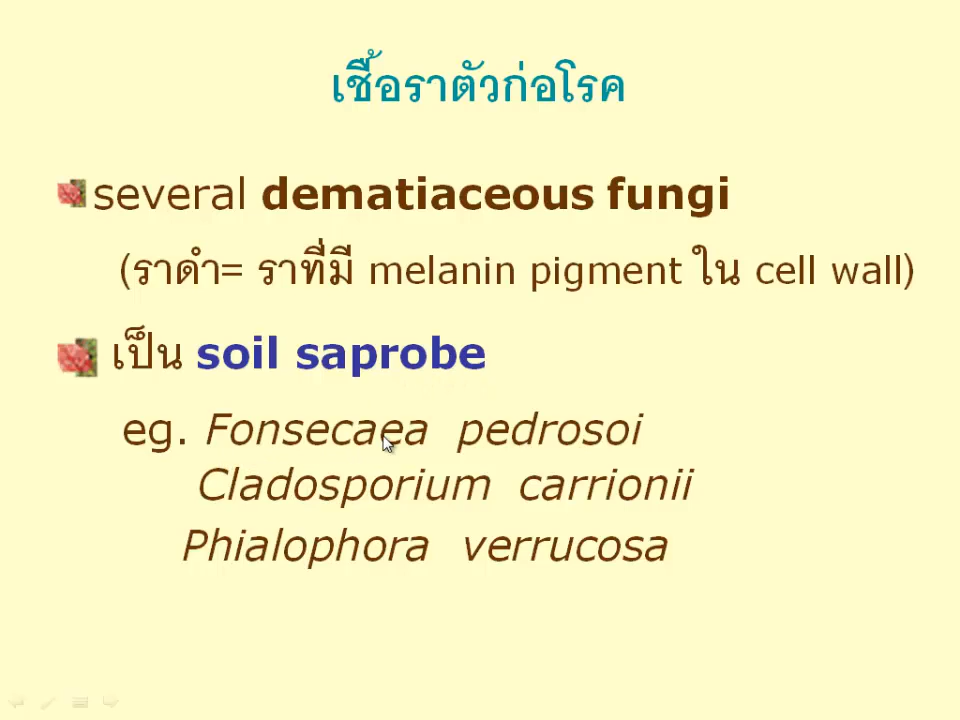 เชื้อราตัวก่อโรค
several dematiaceous fungi
(ราดำ= ราที่มี melanin pigment ใน cell wall)
เป็น soil saprobe
eg. Fonsecaea pedrosoi
Cladosporium carrionii
Phialophora verrucosa